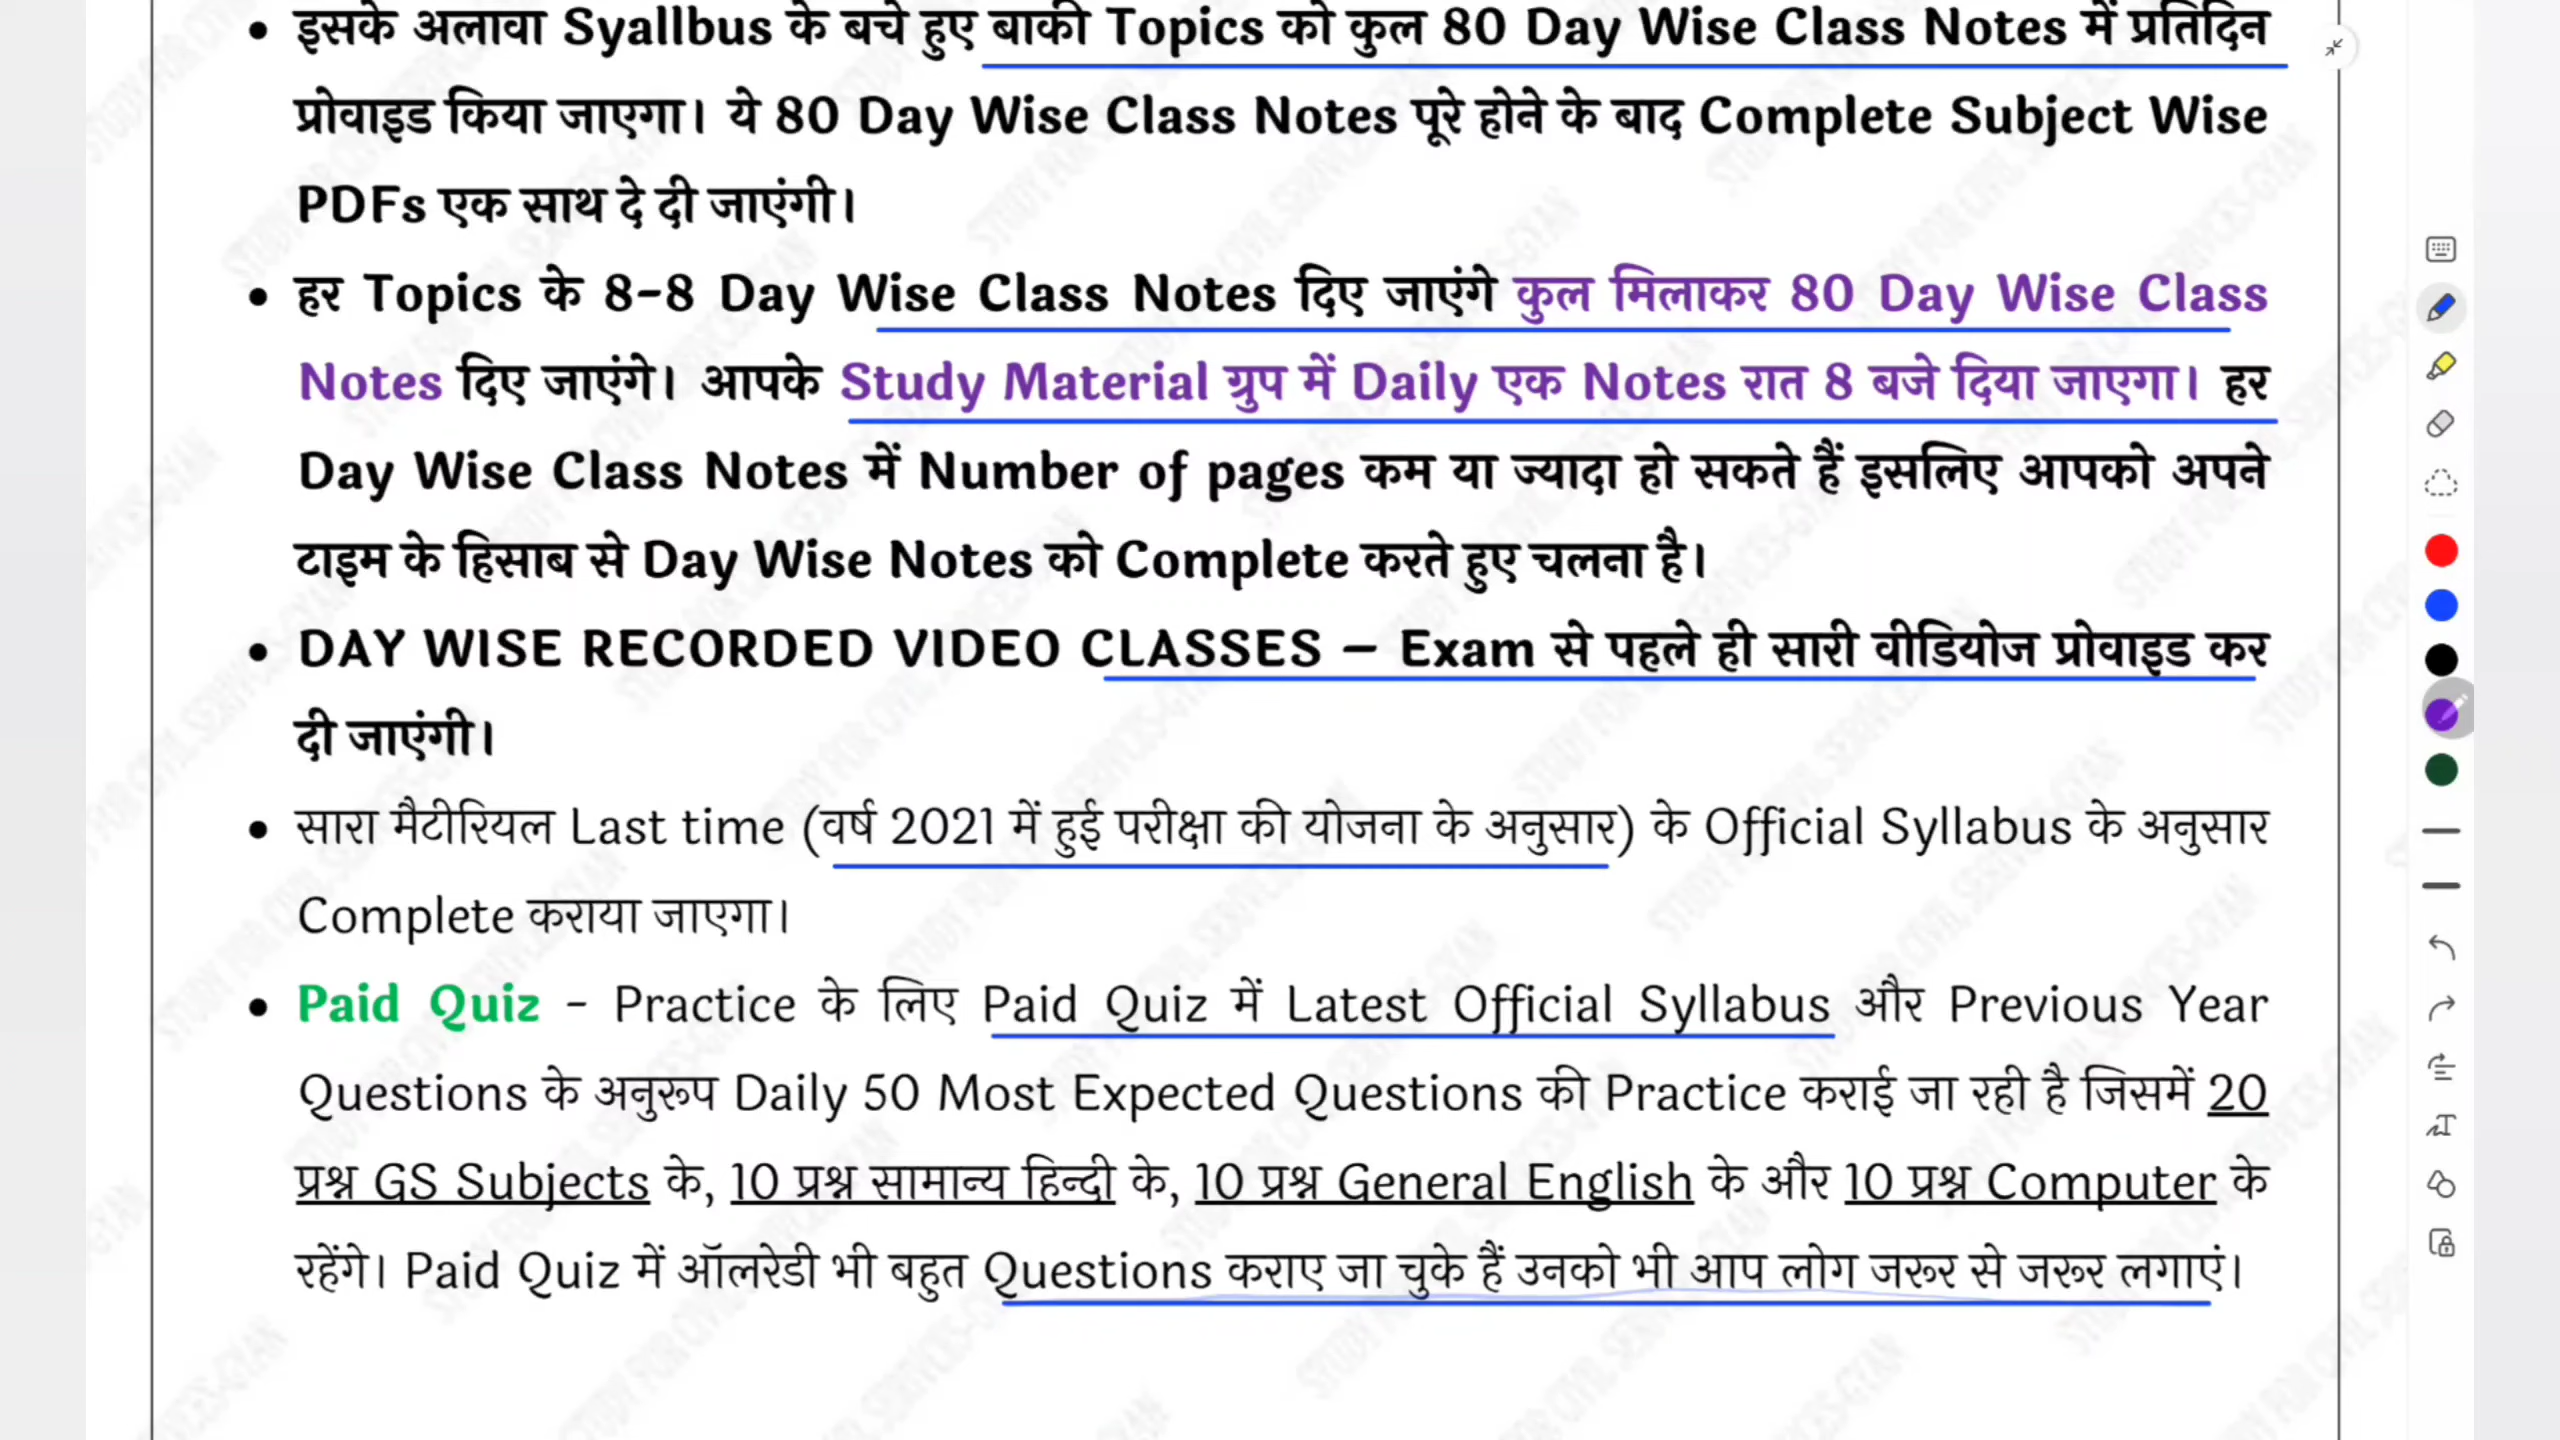 इसके अलावा Syallbus के बचे हुए बाकी Topics को कुल 80 Day Wise Class Notes में प्रतिदिन
प्रोवाइड किया जाएगा। ये 80 Day Wise Class Notes पूरे होने के बाद Complete Subject Wise
PDFs एक साथ दे दी जाएंगी।
हर Topics के 8-8 Day Wise Class Notes दिए जाएंगे कुल मिलाकर 80 Day Wise Class
Notes दिए जाएंगे। आपके Study Material ग्रुप में Daily एक Notes रात 8 बजे दिया जाएगा। हर
Day Wise Class Notes में Number of pages कम या ज्यादा हो सकते हैं इसलिए आपको अपने
टाइम के हिसाब से Day Wise Notes को Complete करते हुए चलना है।
DAY WISE RECORDED VIDEO CLASSES – Exam से पहले ही सारी वीडियोज प्रोवाइड कर
दी जाएंगी।
सारा मैटीरियल Last time (वर्ष 2021 में हुई परीक्षा की योजना के अनुसार) के Official Syllabus के अनुसार
Complete कराया जाएगा।
Paid Quiz - Practice के लिए Paid Quiz में Latest Official Syllabus और Previous Year
Questions के अनुरूप Daily 50 Most Expected Questions की Practice कराई जा रही है जिसमें 20
प्रश्न GS Subjects के, 10 प्रश्न सामान्य हिन्दी के, 10 प्रश्न General English के और 10 प्रश्न Computer के
रहेंगे। Paid Quiz में ऑलरेडी भी बहुत Questions कराए जा चुके हैं उनको भी आप लोग जरूर से जरूर लगाएं।
STUDY FOR CIVIL SERVICES-GYAN